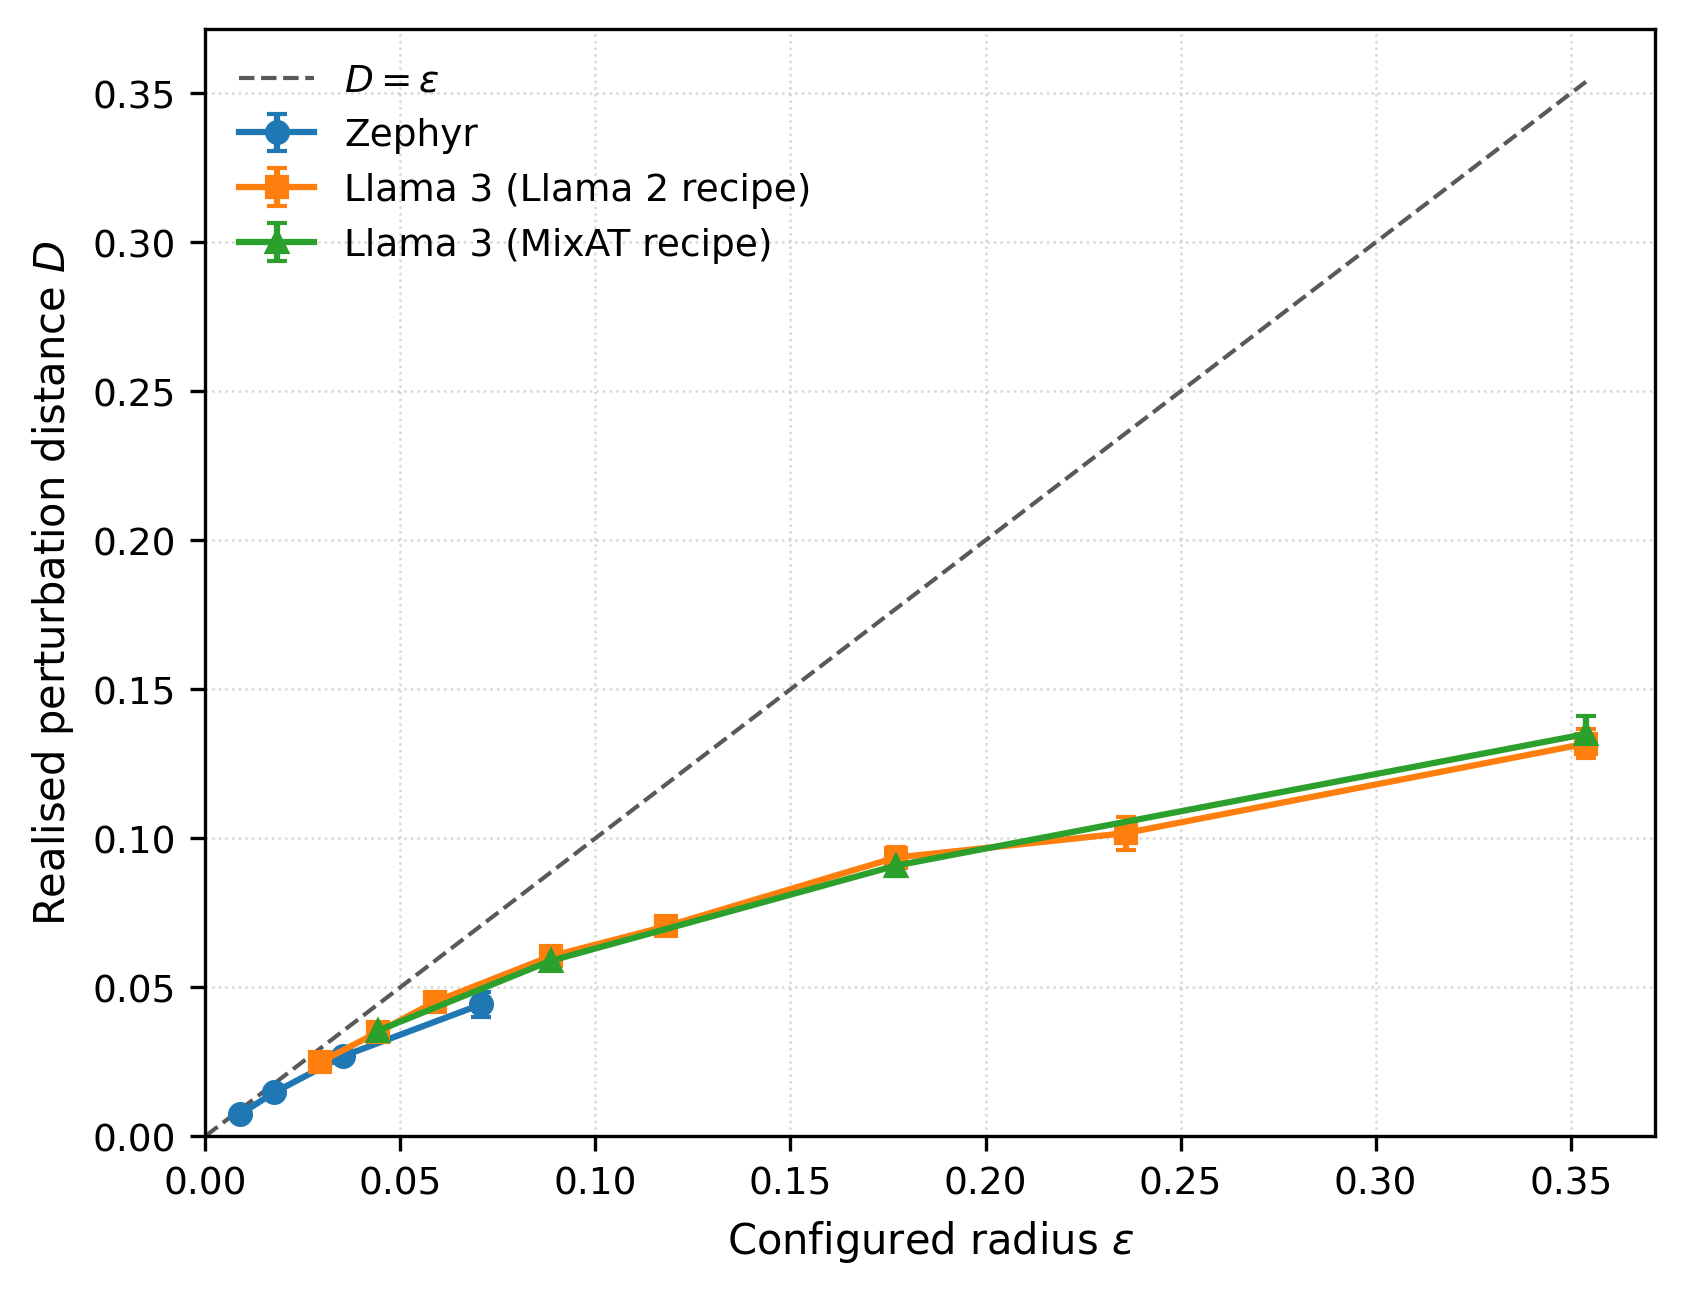 D = ε
Zephyr
Llama 3 (Llama 2 recipe)
Llama 3 (MixAT recipe)
Realised perturbation distance D
0.35
0.30
0.25
0.20
0.15
0.10
0.05
0.00
0.00 0.05 0.10 0.15 0.20 0.25 0.30 0.35
Configured radius ε